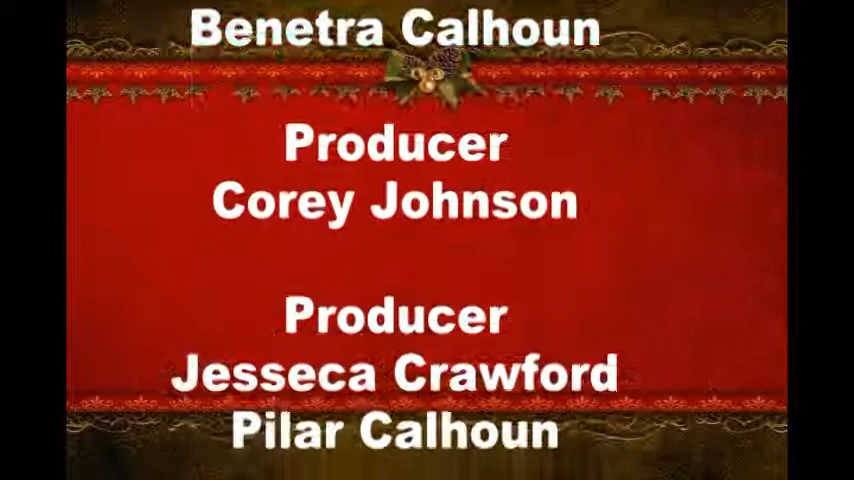 Benetra Calhoun
Producer
Corey Johnson
Producer
Jesseca Crawford
Pilar Calhoun